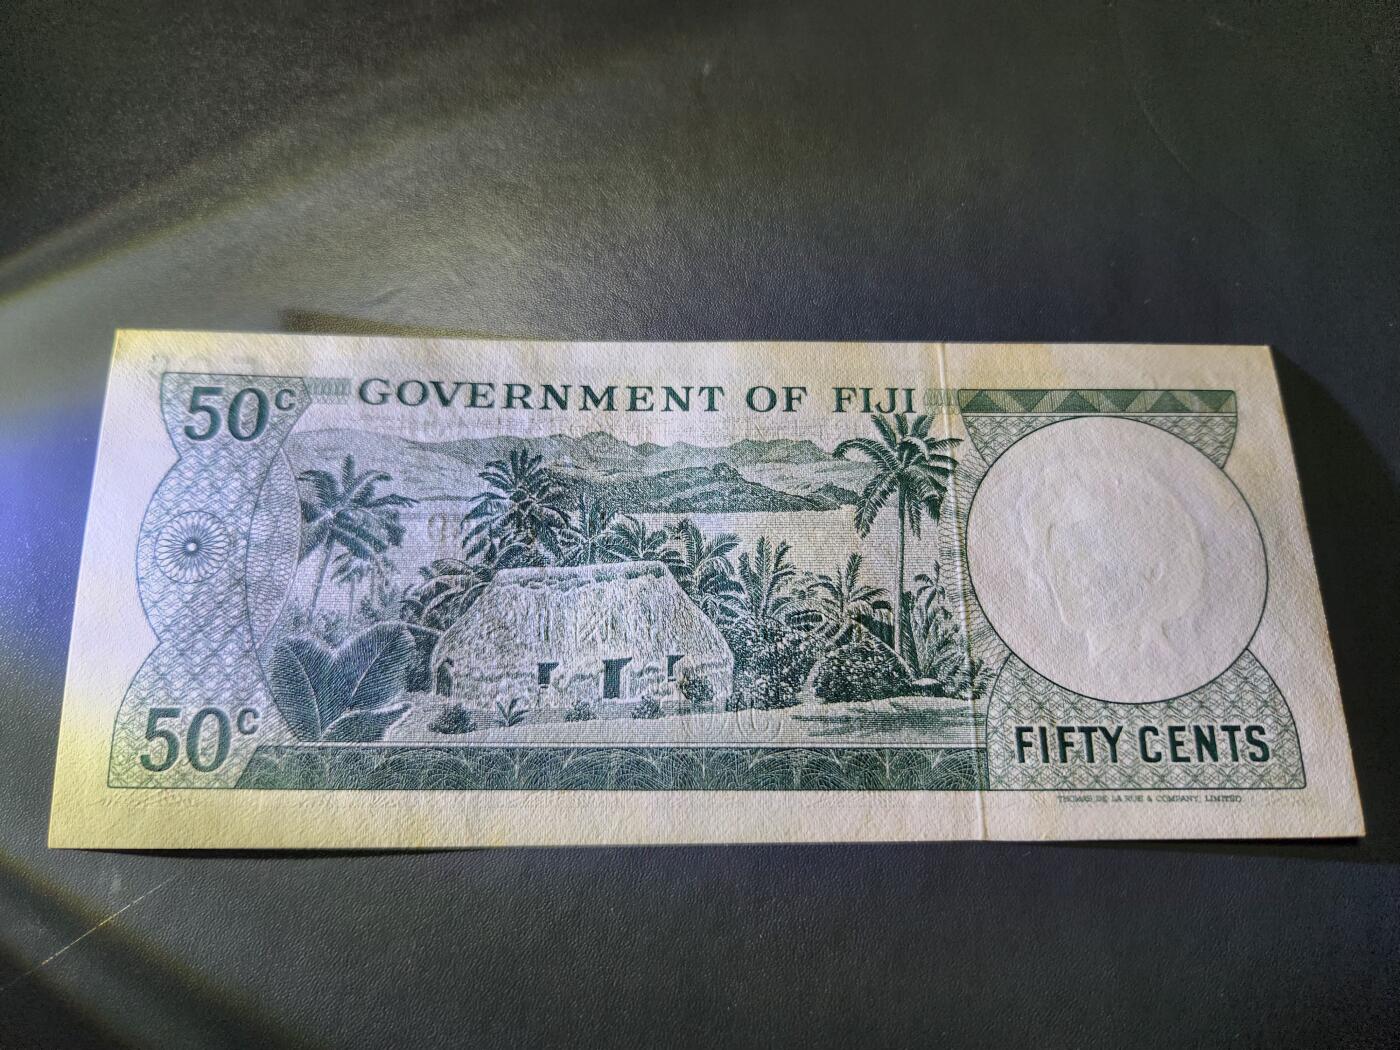 50c
GOVERNMENT OF FIJI
50c
FIFTY CENTS
THOMAS DE LA RUE & COMPANY, LIMITED